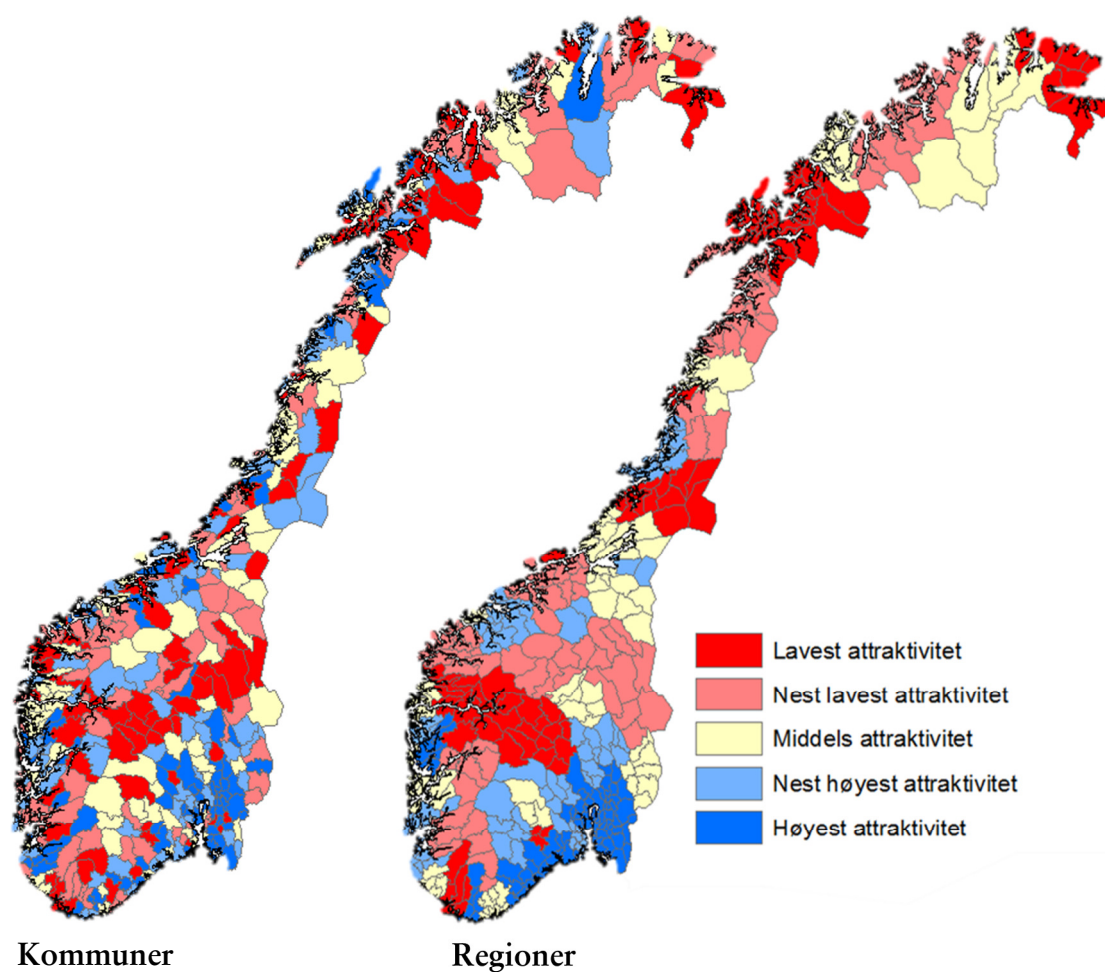 Lavest attraktivitet
Nest lavest attraktivitet
Middels attraktivitet
Nest høyest attraktivitet
Høyest attraktivitet
Kommuner
Regioner